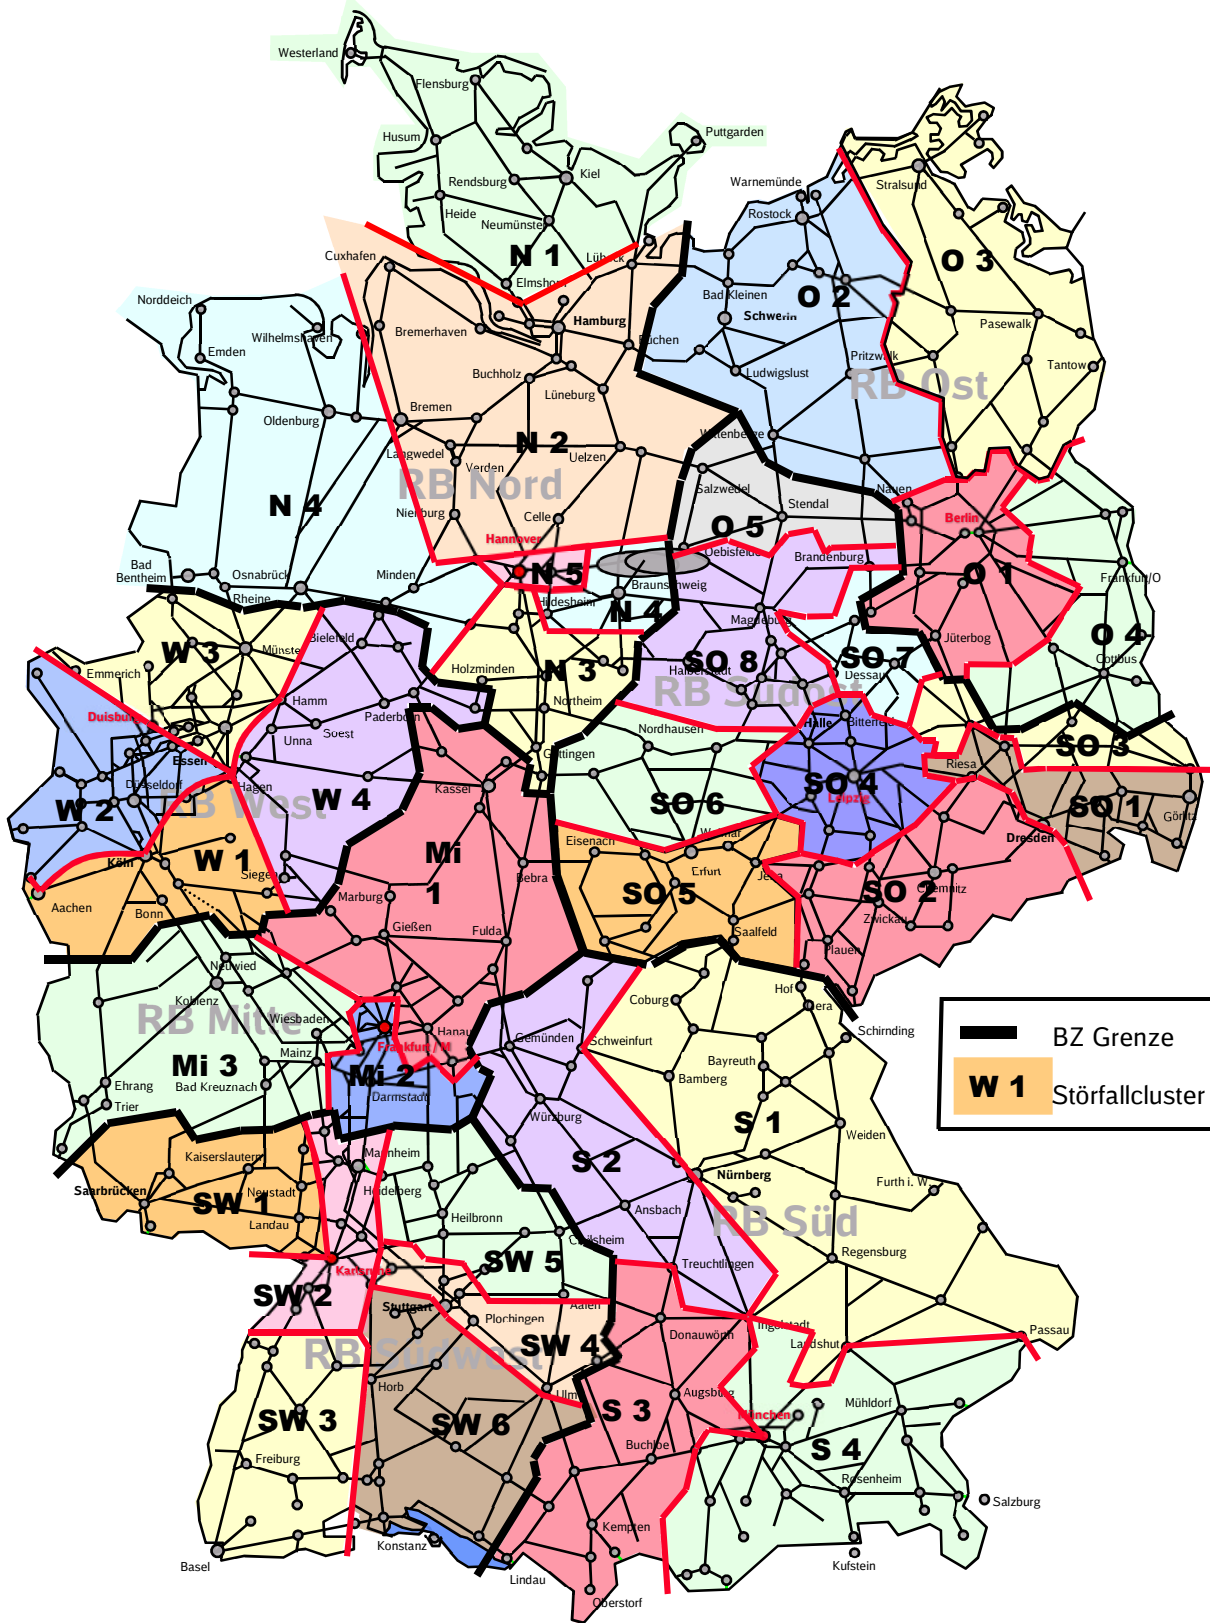 Westerland
Flensburg
Husum
Puttgarden
Rendsburg
Kiel
Heide
Neumünster
Warnemünde
Stralsund
Rostock
N 1
Lübeck
Cuxhafen
Elmshorn
O 3
Bad Kleinen
O 2
Norddeich
Wilhelmshaven
Bremerhaven
Hamburg
Schwerin
Pasewalk
Büchen
Emden
Pritzwalk
Tantow
Buchholz
Ludwigslust
RB Ost
Lüneburg
Oldenburg
Bremen
Wittenberge
N 2
Langwedel
Verden
Uelzen
RB Nord
Salzwedel
Nauen
N 4
Nienburg
Celle
Stendal
Berlin
O 5
Hannover
Oebisfelde
Brandenburg
Bad
Bentheim
Osnabrück
Rheine
Minden
N 5
Braunschweig
O 1
Frankfurt/O
Hildesheim
N 4
Magdeburg
Jüterbog
O 4
Bielefeld
W 3
Münster
SO 7
Cottbus
Emmerich
Holzminden
N 3
Halberstadt
SO 8
Dessau
RB Südost
Hamm
Paderborn
Northeim
Duisburg
Halle
Bitterfeld
Unna
Soest
Nordhausen
Göttingen
SO 3
Essen
Riesa
Düsseldorf
Hagen
Kassel
SO 4
RB West
W 4
Leipzig
SO 6
SO 1
W 2
Görlitz
Weimar
Eisenach
Dresden
Mi
1
Köln
W 1
Bebra
Erfurt
Jena
Siegen
SO 5
SO 2
Chemnitz
Marburg
Aachen
Bonn
Zwickau
Gießen
Fulda
Saalfeld
Plauen
Neuwied
Hof
Koblenz
Coburg
Gera
RB Mitte
Wiesbaden
Hanau
Schirnding
BZ Grenze
Gemünden
Schweinfurt
Frankfurt / M
Mainz
Bayreuth
Mi 3
Mi 2
Bamberg
Ehrang
Bad Kreuznach
Darmstadt
W 1
Störfallcluster
Trier
Würzburg
S 1
Weiden
Mannheim
Kaiserslautern
S 2
Nürnberg
Furth i. W.
Saarbrücken
Neustadt
Heidelberg
SW 1
Ansbach
Landau
Heilbronn
RB Süd
Crailsheim
Regensburg
SW 5
Treuchtlingen
Karlsruhe
SW 2
Stuttgart
Aalen
Plochingen
Donauwörth
Ingolstadt
Passau
SW 4
Landshut
RB Südwest
Horb
Ulm
Augsburg
Mühldorf
SW 3
SW 6
S 3
München
Buchloe
S 4
Freiburg
Rosenheim
Salzburg
Kempten
Konstanz
Basel
Lindau
Kufstein
Oberstorf